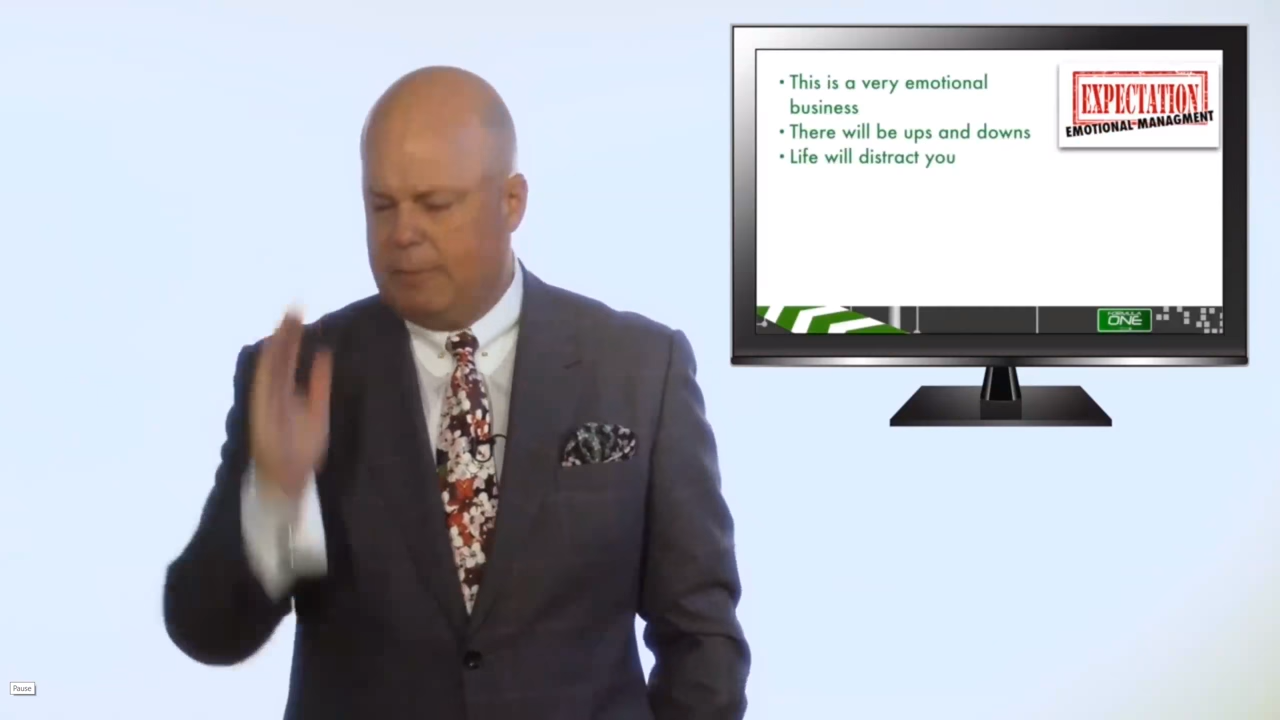 • This is a very emotional
business
• There will be ups and downs
• Life will distract you
EXPECTATION
EMOTIONAL MANAGMENT
FORMULA
ONE
Pause